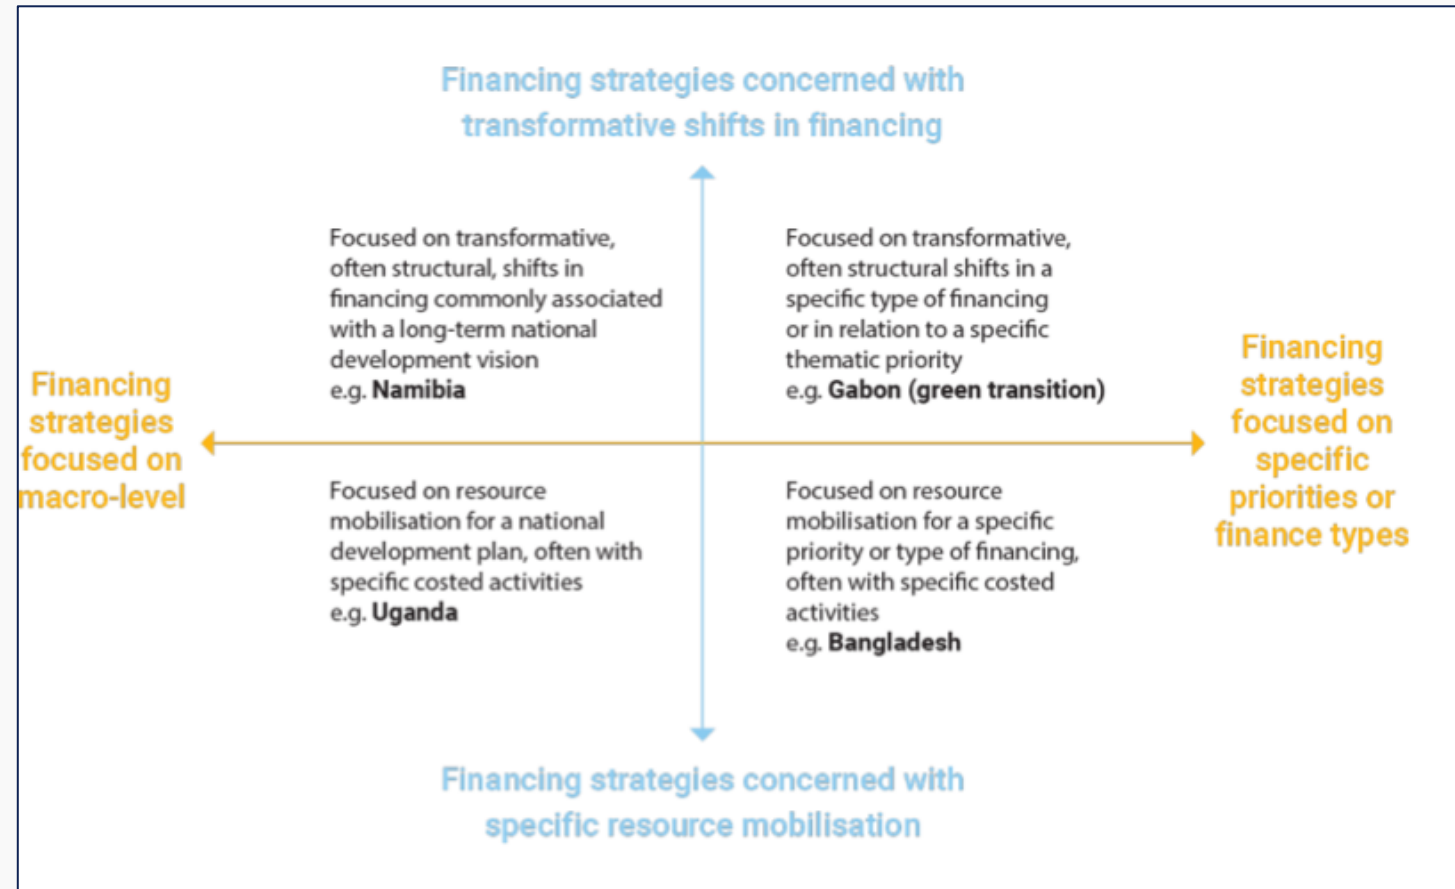 Financing strategies concerned with
transformative shifts in financing
Focused on transformative,
often structural, shifts in
financing commonly associated
with a long-term national
development vision
e.g. Namibia
Focused on transformative,
often structural shifts in a
specific type of financing
or in relation to a specific
thematic priority
e.g. Gabon (green transition)
Financing
strategies
focused on
macro-level
Financing
strategies
focused on
specific
priorities or
finance types
Focused on resource
mobilisation for a national
development plan, often with
specific costed activities
e.g. Uganda
Focused on resource
mobilisation for a specific
priority or type of financing,
often with specific costed
activities
e.g. Bangladesh
Financing strategies concerned with
specific resource mobilisation